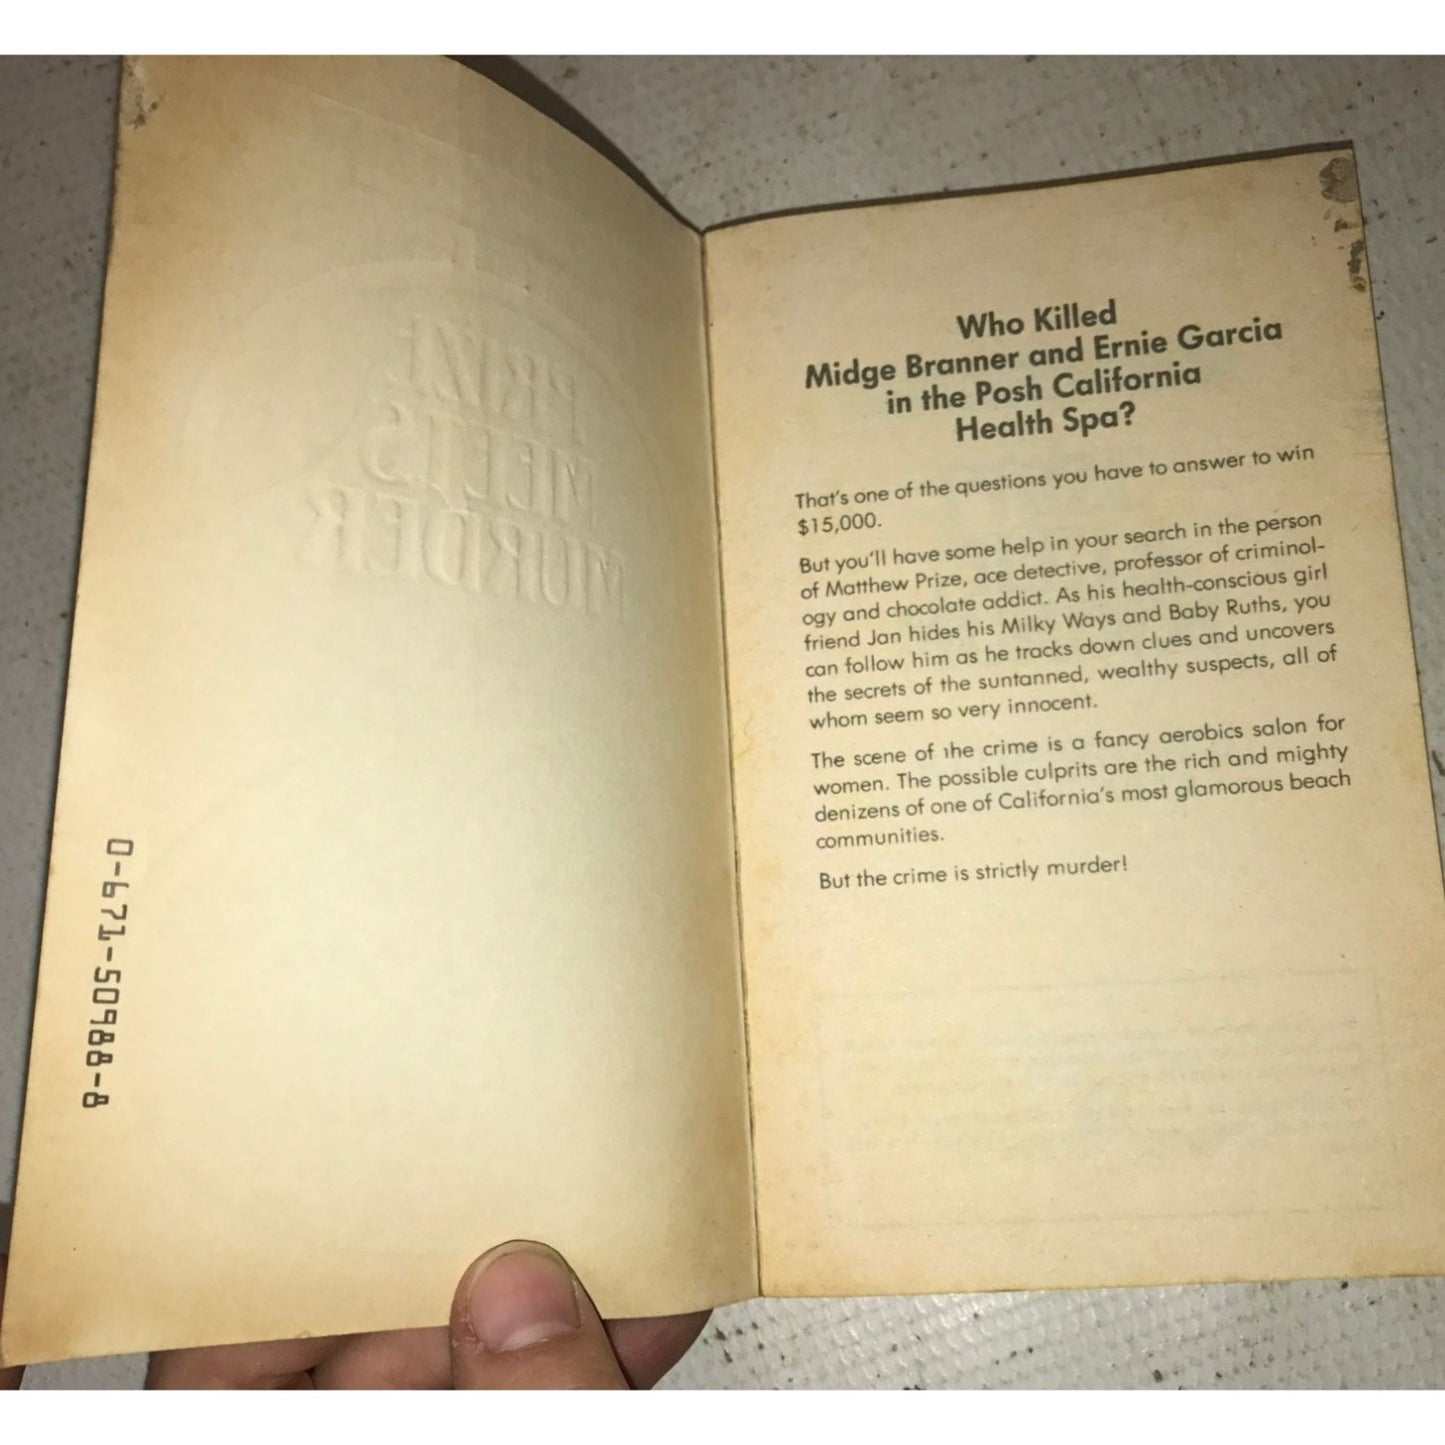 PRIZE
MEETS
MURDER
0-671-50988-8
Who Killed
Midge Branner and Ernie Garcia
in the Posh California
Health Spa?
That's one of the questions you have to answer to win
$15,000.
But you'll have some help in your search in the person
of Matthew Prize, ace detective, professor of criminol-
ogy and chocolate addict. As his health-conscious girl
friend Jan hides his Milky Ways and Baby Ruths, you
can follow him as he tracks down clues and uncovers
the secrets of the suntanned, wealthy suspects, all of
whom seem so very innocent.
The scene of the crime is a fancy aerobics salon for
women. The possible culprits are the rich and mighty
denizens of one of California's most glamorous beach
communities.
But the crime is strictly murder!